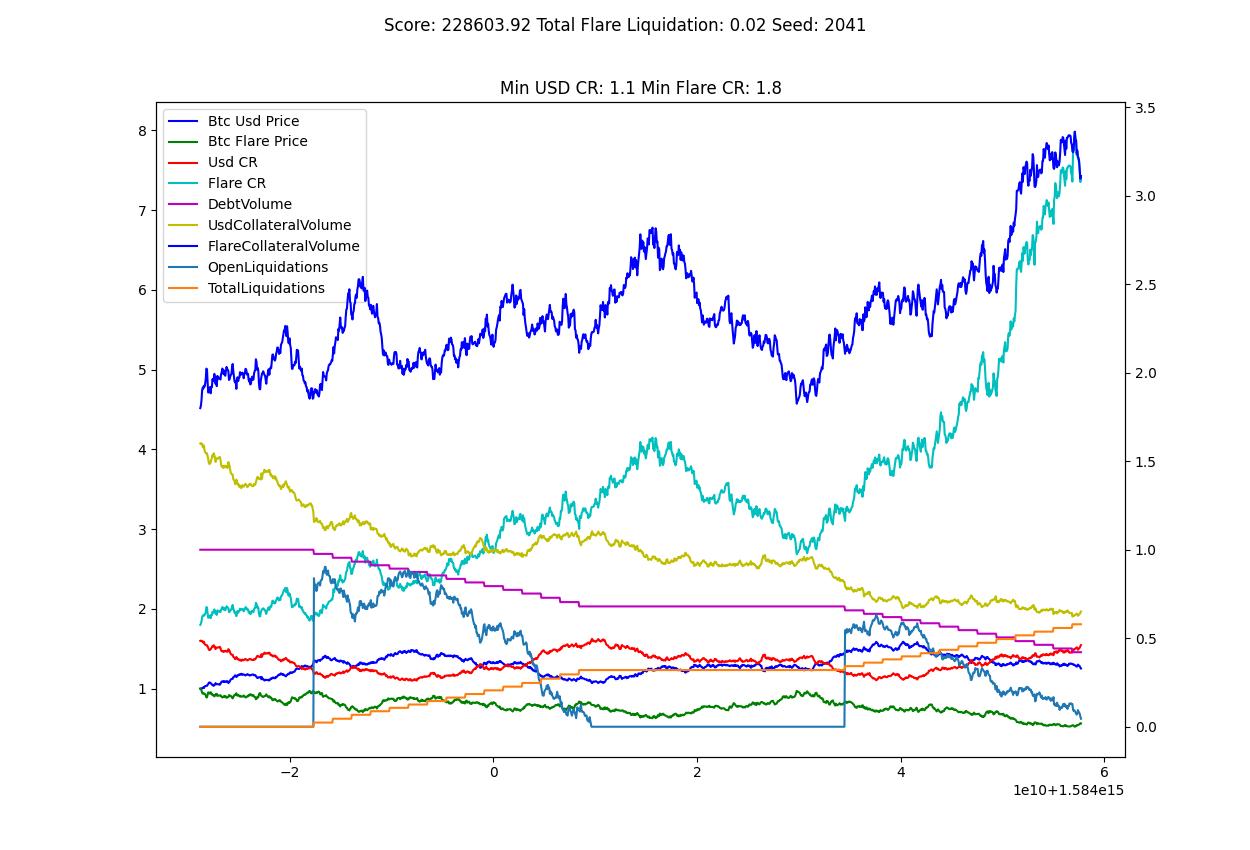 Score: 228603.92 Total Flare Liquidation: 0.02 Seed: 2041
Min USD CR: 1.1 Min Flare CR: 1.8
Btc Usd Price
Btc Flare Price
Usd CR
Flare CR
DebtVolume
UsdCollateralVolume
FlareCollateralVolume
OpenLiquidations
TotalLiquidations
8
7
6
5
4
3
2
1
3.5
3.0
2.5
2.0
1.5
1.0
0.5
0.0
−2
0
2
4
6
1e10+1.584e15